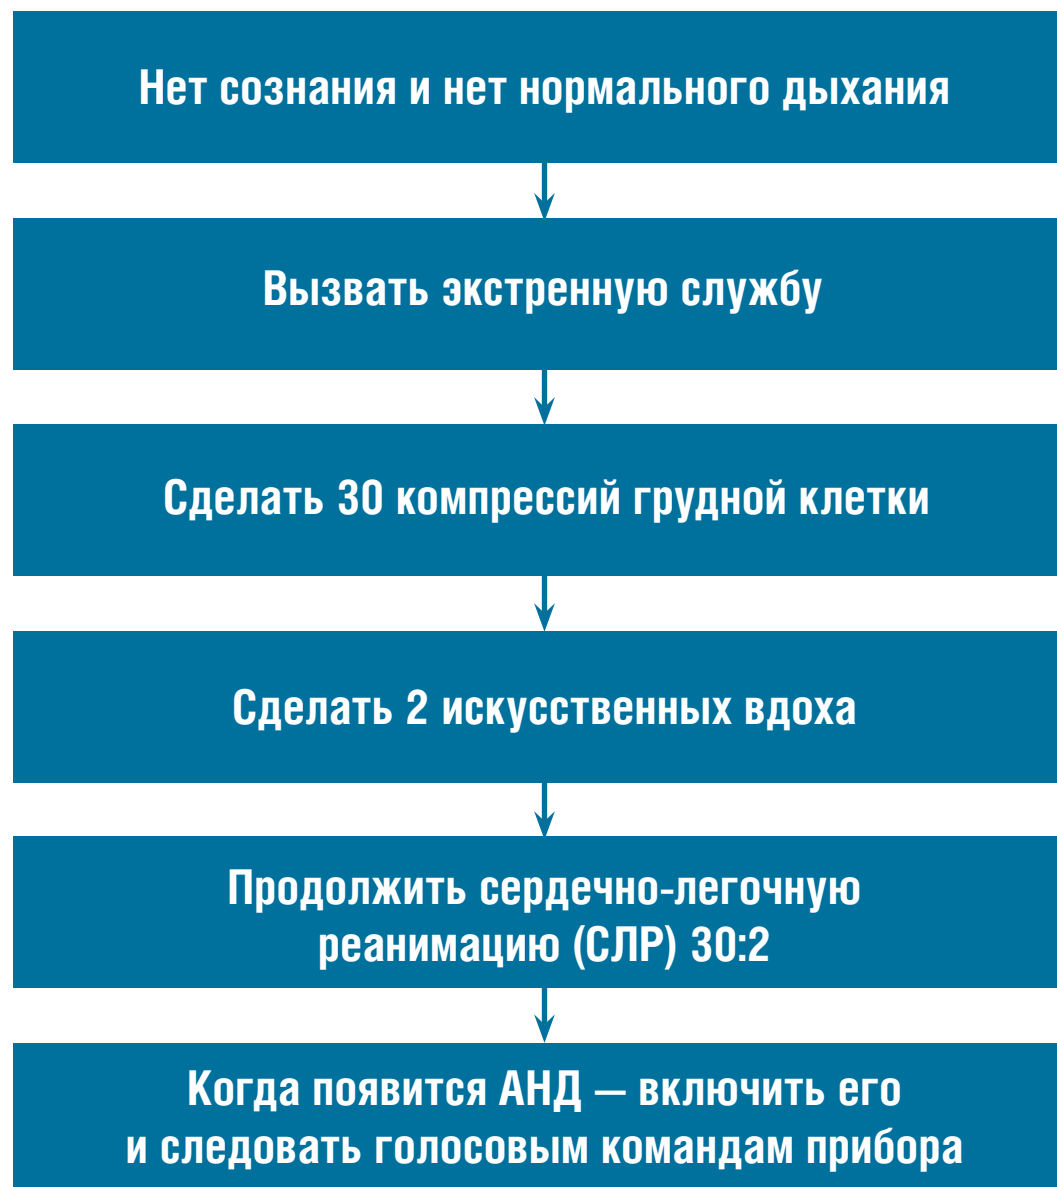 Нет сознания и нет нормального дыхания
Вызвать экстренную службу
Сделать 30 компрессий грудной клетки
Сделать 2 искусственных вдоха
Продолжить сердечно-легочную
реанимацию (СЛР) 30:2
Когда появится АНД — включить его
и следовать голосовым командам прибора